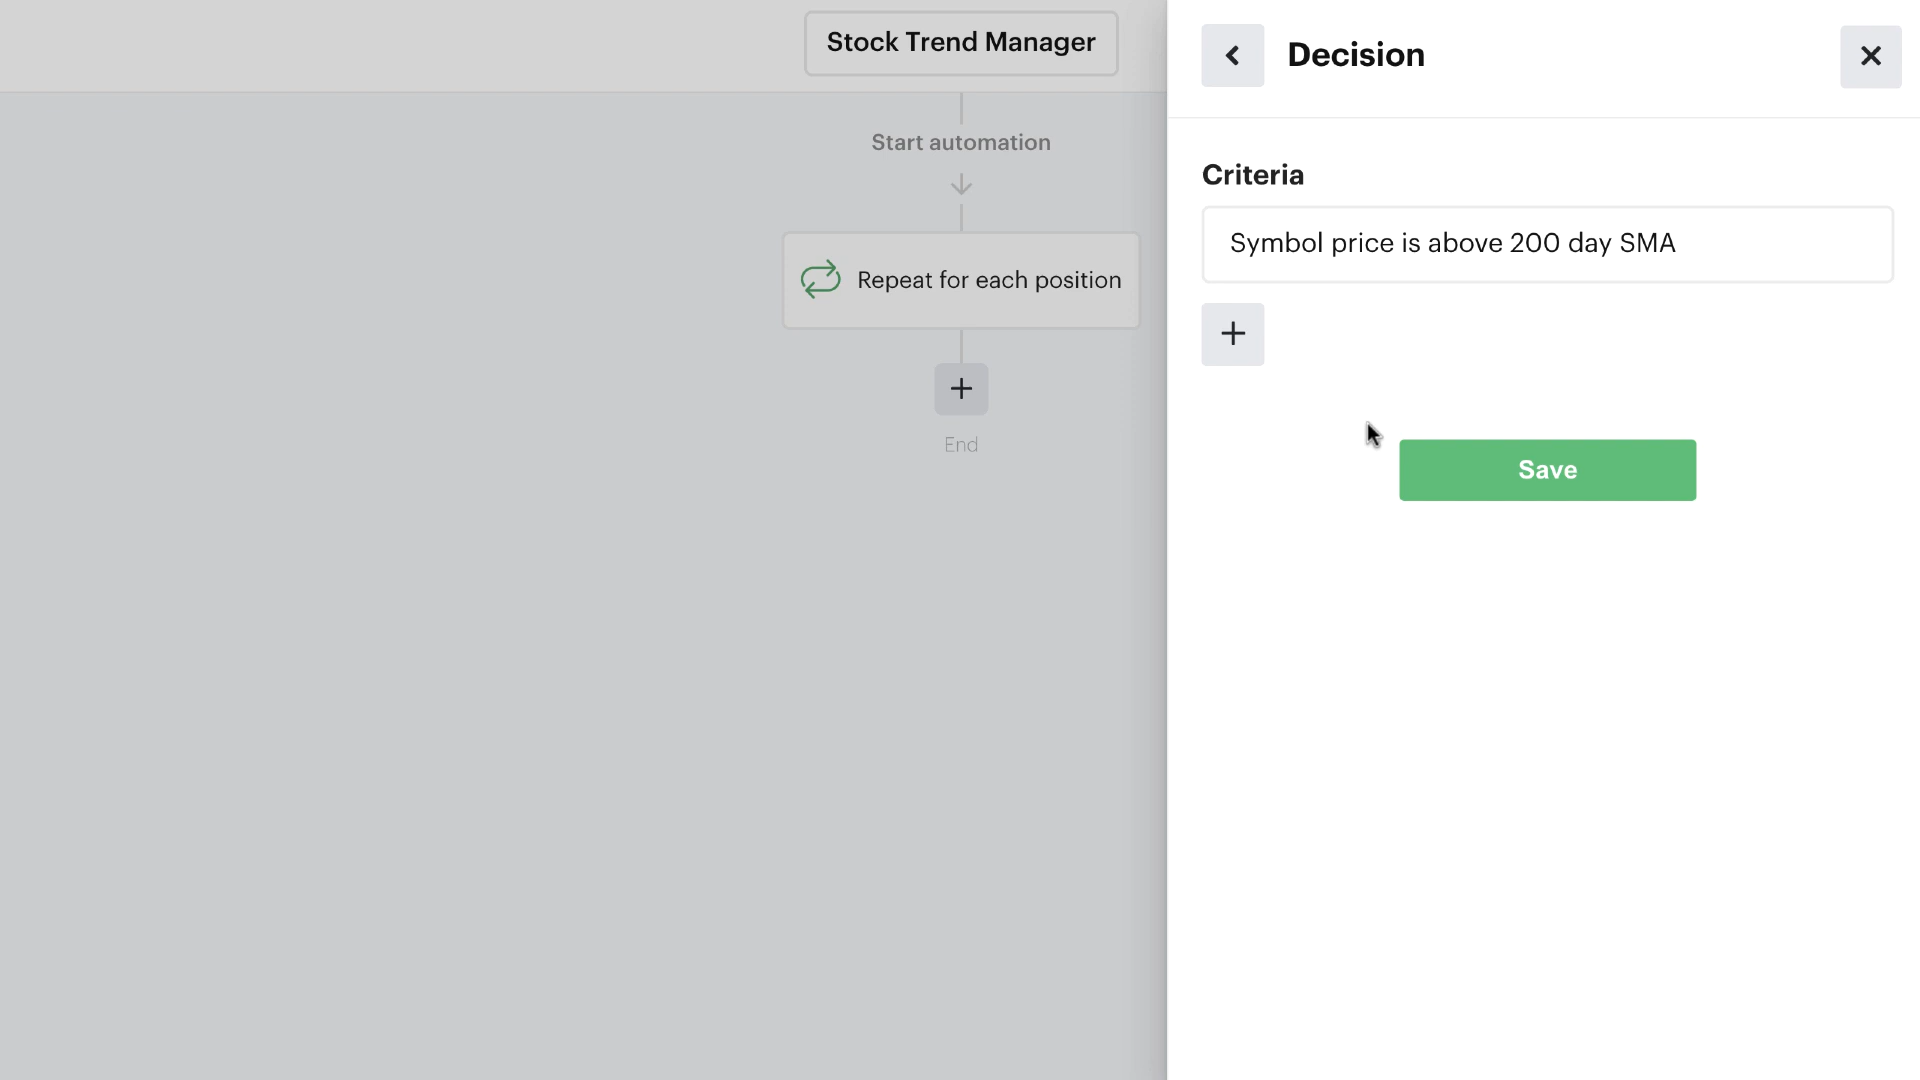 Stock Trend Manager
Start automation
Repeat for each position
End
Decision
Criteria
Symbol price is above 200 day SMA
Save